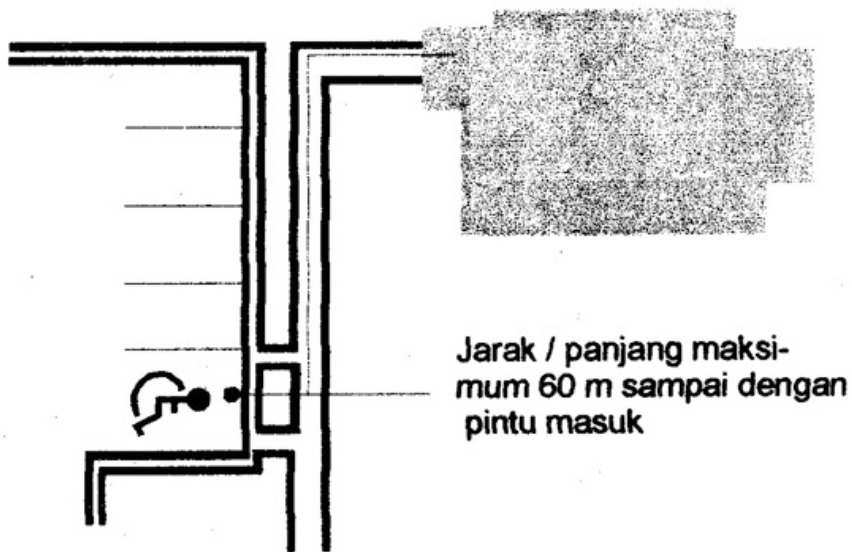 Jarak / panjang maksi-
mum 60 m sampai dengan
pintu masuk